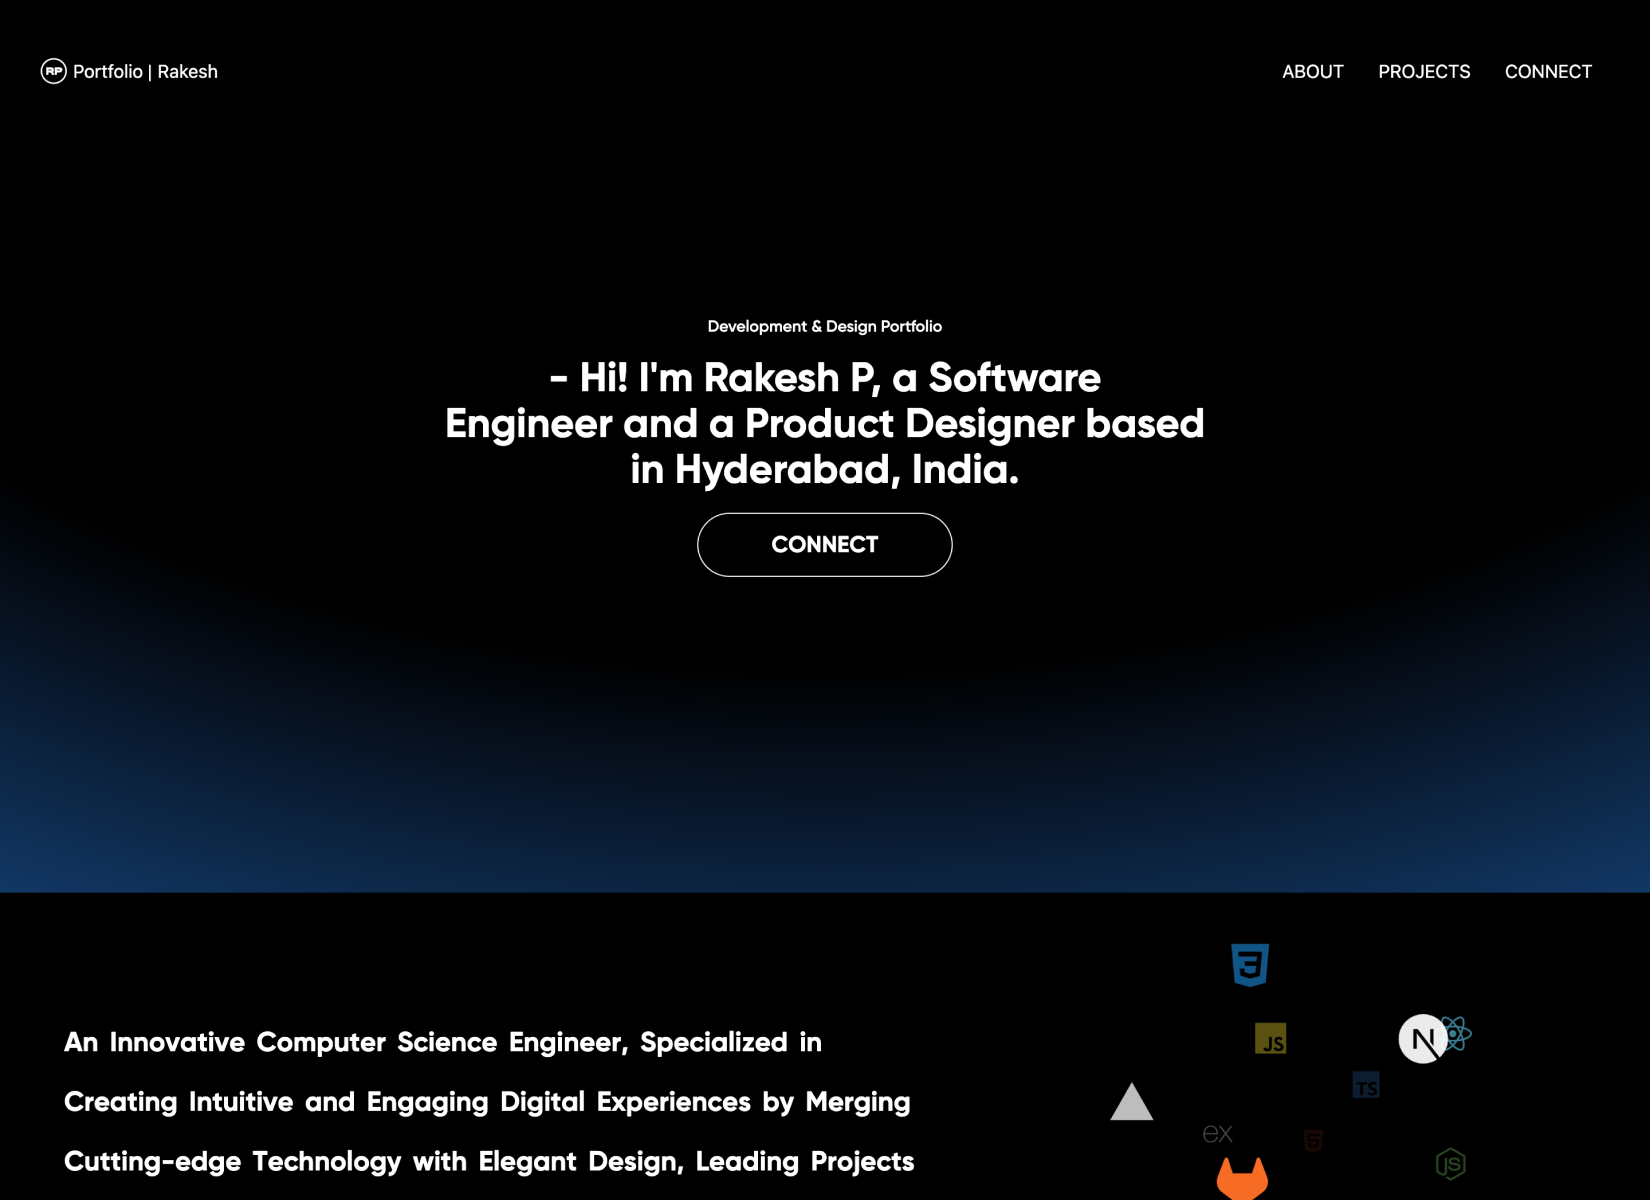 RP Portfolio | Rakesh
ABOUT PROJECTS CONNECT
Development & Design Portfolio
- Hi! I'm Rakesh P, a Software
Engineer and a Product Designer based
in Hyderabad, India.
CONNECT
An Innovative Computer Science Engineer, Specialized in
Creating Intuitive and Engaging Digital Experiences by Merging
Cutting-edge Technology with Elegant Design, Leading Projects
3
JS
N
TS
ex
5
JS